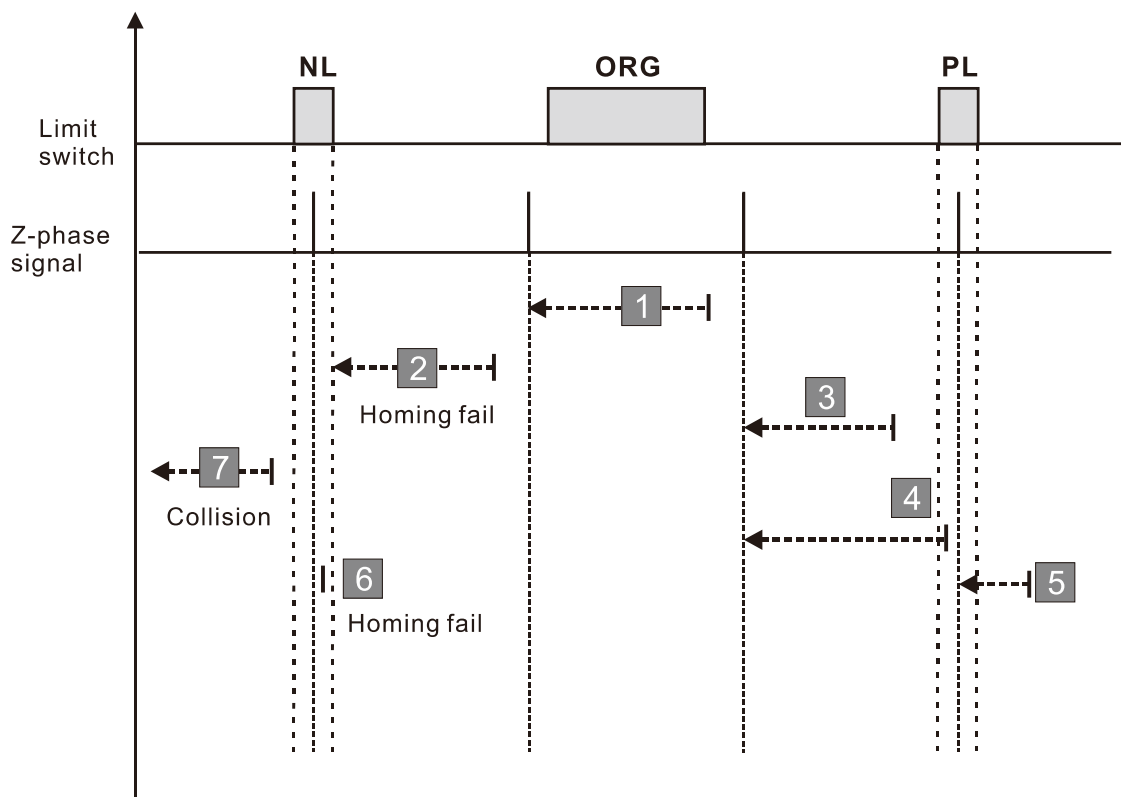 NL
ORG
PL
Limit
switch
Z-phase
signal
1
2
Homing fail
3
7
Collision
4
6
Homing fail
5